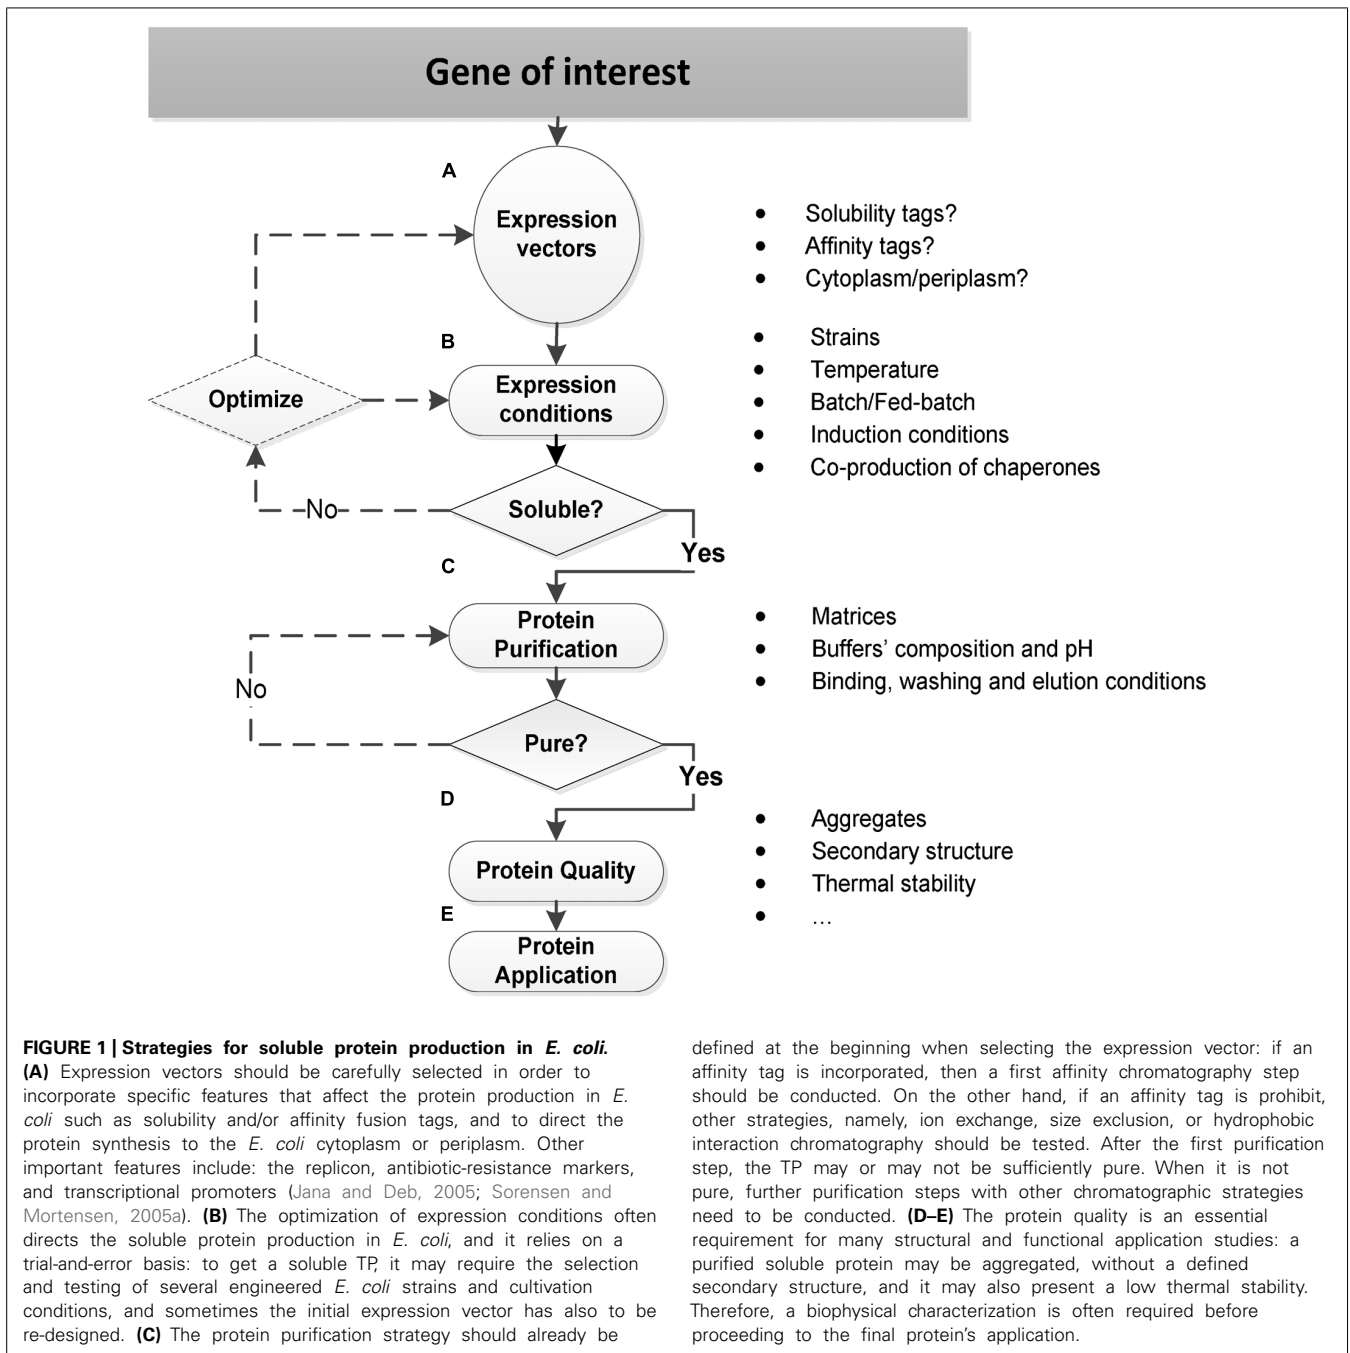 Gene of interest
A
Expression
vectors
• Solubility tags?
• Affinity tags?
• Cytoplasm/periplasm?
B
Expression
conditions
Optimize
• Strains
• Temperature
• Batch/Fed-batch
• Induction conditions
• Co-production of chaperones
Soluble?
No
Yes
C
Protein
Purification
• Matrices
• Buffers’ composition and pH
• Binding, washing and elution conditions
No
Pure?
Yes
D
Protein Quality
• Aggregates
• Secondary structure
• Thermal stability
• ...
E
Protein
Application
FIGURE 1 | Strategies for soluble protein production in E. coli.
(A) Expression vectors should be carefully selected in order to
incorporate specific features that affect the protein production in E.
coli such as solubility and/or affinity fusion tags, and to direct the
protein synthesis to the E. coli cytoplasm or periplasm. Other
important features include: the replicon, antibiotic-resistance markers,
and transcriptional promoters (Jana and Deb, 2005; Sorensen and
Mortensen, 2005a). (B) The optimization of expression conditions often
directs the soluble protein production in E. coli, and it relies on a
trial-and-error basis: to get a soluble TP, it may require the selection
and testing of several engineered E. coli strains and cultivation
conditions, and sometimes the initial expression vector has also to be
re-designed. (C) The protein purification strategy should already be
defined at the beginning when selecting the expression vector: if an
affinity tag is incorporated, then a first affinity chromatography step
should be conducted. On the other hand, if an affinity tag is prohibit,
other strategies, namely, ion exchange, size exclusion, or hydrophobic
interaction chromatography should be tested. After the first purification
step, the TP may or may not be sufficiently pure. When it is not
pure, further purification steps with other chromatographic strategies
need to be conducted. (D–E) The protein quality is an essential
requirement for many structural and functional application studies: a
purified soluble protein may be aggregated, without a defined
secondary structure, and it may also present a low thermal stability.
Therefore, a biophysical characterization is often required before
proceeding to the final protein’s application.